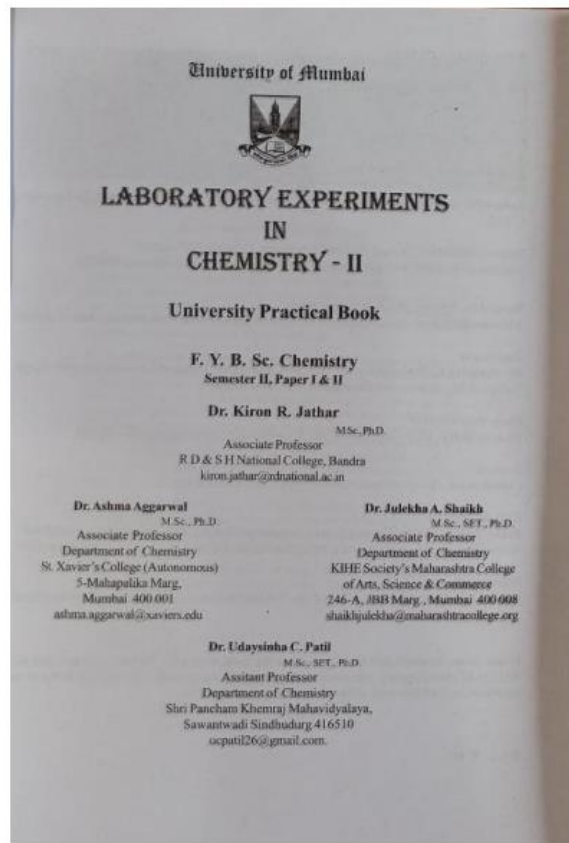 University of Mumbai
LABORATORY EXPERIMENTS
IN
CHEMISTRY - II
University Practical Book
F. Y. B. Sc. Chemistry
Semester II, Paper I & II
Dr. Kiron R. Jathar
M.Sc., Ph.D.
Associate Professor
R D & S H National College, Bandra
kiron.jathar@rdnational.ac.in
Dr. Ashma Aggarwal
M.Sc., Ph.D.
Associate Professor
Department of Chemistry
St. Xavier's College (Autonomous)
5-Mahapalika Marg,
Mumbai 400 001
ashma.aggarwal@xaviers.edu
Dr. Julekha A. Shaikh
M.Sc., SET., Ph.D.
Associate Professor
Department of Chemistry
KIHE Society's Maharashtra College
of Arts, Science & Commerce
246-A, JBB Marg., Mumbai 400 008
shaikhjulekha@maharashtracollege.org
Dr. Udaysinha C. Patil
M.Sc., SET., Ph.D.
Assitant Professor
Department of Chemistry
Shri Pancham Khemraj Mahavidyalaya,
Sawantwadi Sindhudurg 416510
ucpatil26@gmail.com.